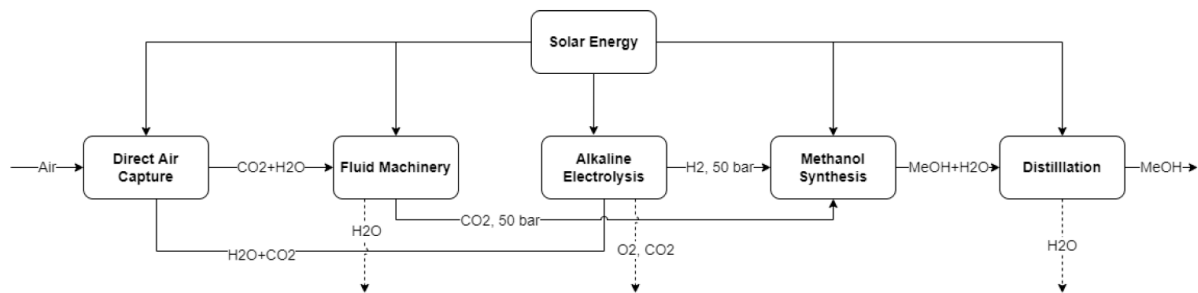 Solar Energy
Air
Direct Air
Capture
CO2+H2O
Fluid Machinery
Alkaline
Electrolysis
H2, 50 bar
Methanol
Synthesis
MeOH+H2O
Distilllation
MeOH
CO2, 50 bar
H2O
H2O+CO2
O2, CO2
H2O